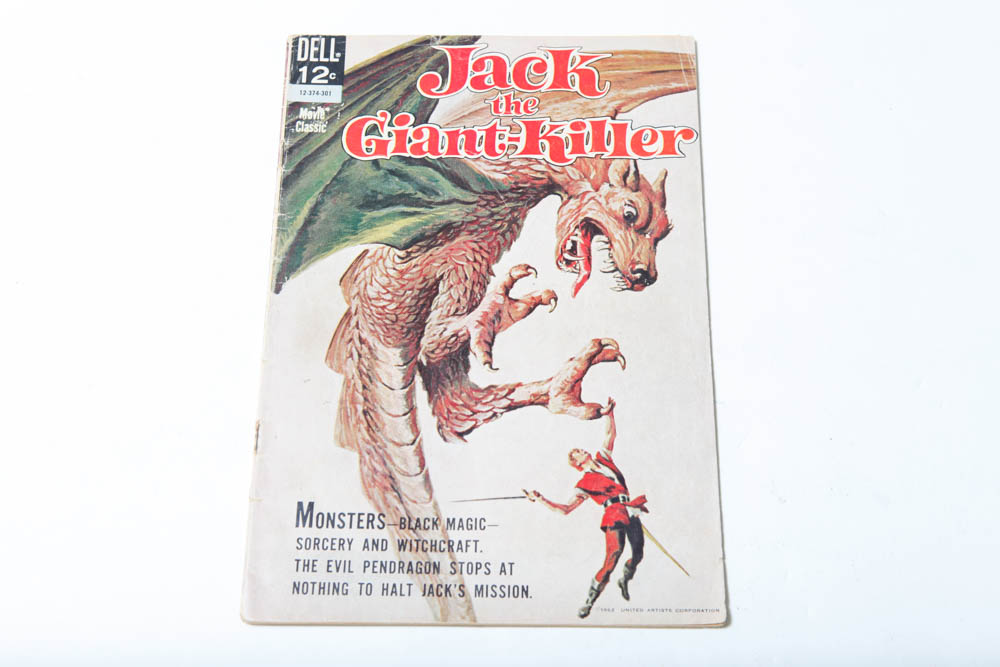 DELL
12c
12-374-301
Movie
Classic
Jack
the
Giant-Killer
MONSTERS—BLACK MAGIC—
SORCERY AND WITCHCRAFT.
THE EVIL PENDRAGON STOPS AT
NOTHING TO HALT JACK'S MISSION.
©1962 UNITED ARTISTS CORPORATION